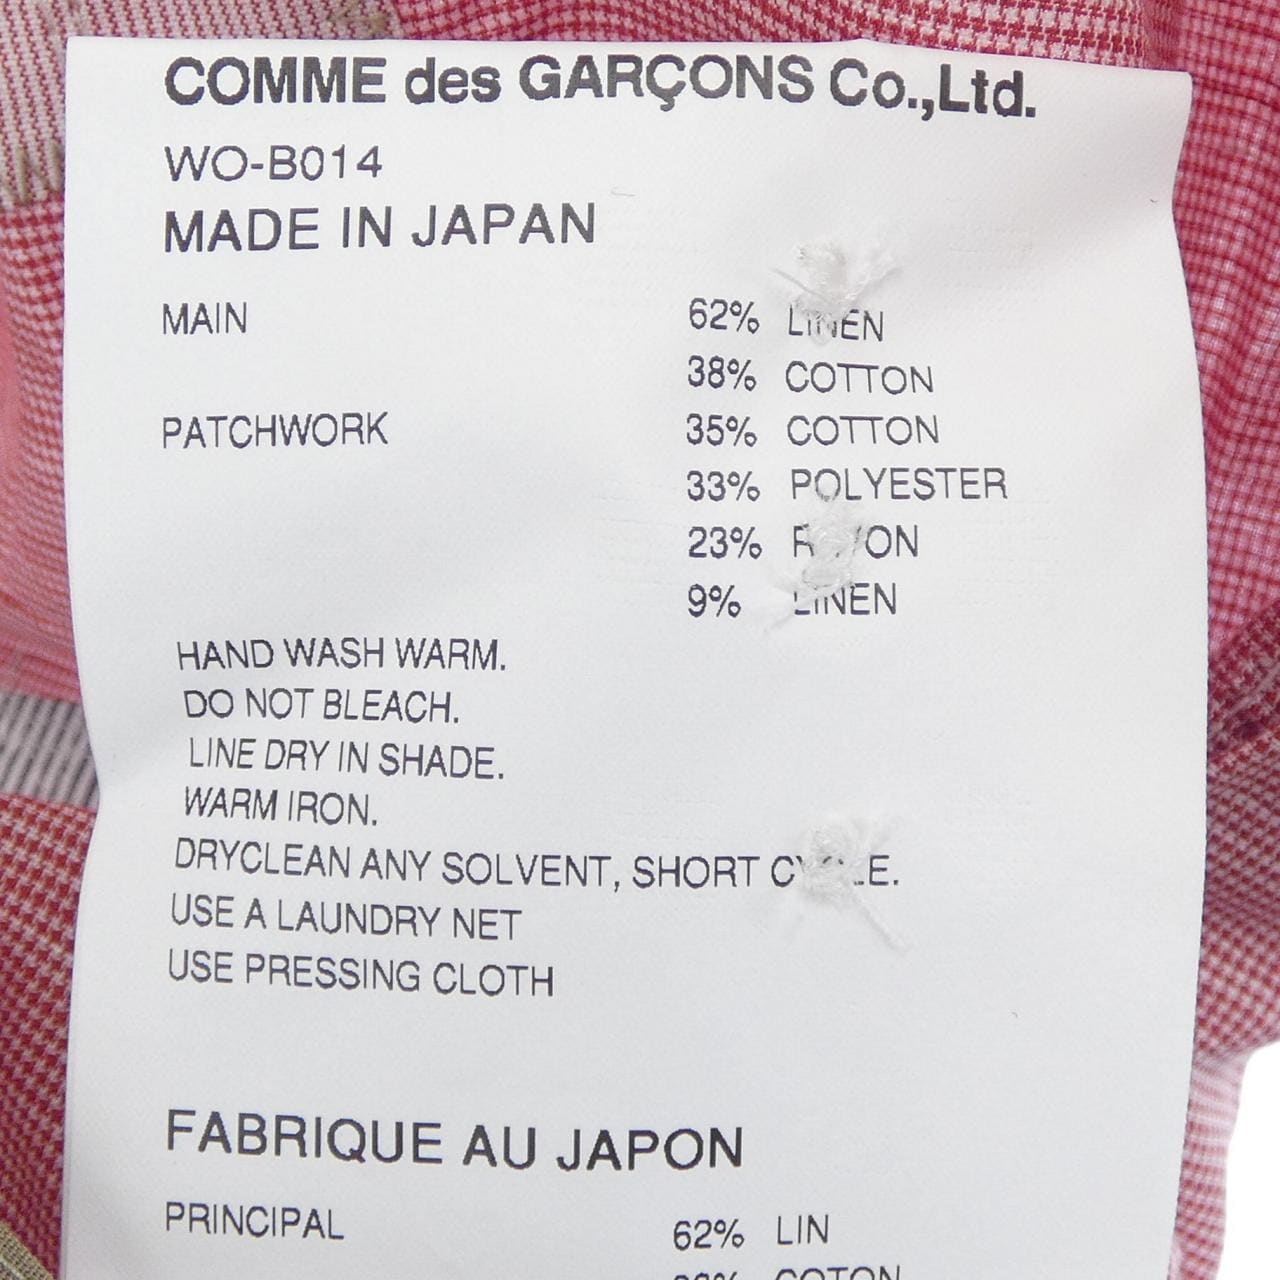 COMME des GARÇONS Co.,Ltd.
WO-B014
MADE IN JAPAN
MAIN 62% LINEN
38% COTTON
PATCHWORK 35% COTTON
33% POLYESTER
23% RAYON
9% LINEN
HAND WASH WARM.
DO NOT BLEACH.
LINE DRY IN SHADE.
WARM IRON.
DRYCLEAN ANY SOLVENT, SHORT CYCLE.
USE A LAUNDRY NET
USE PRESSING CLOTH
FABRIQUE AU JAPON
PRINCIPAL 62% LIN
COTON